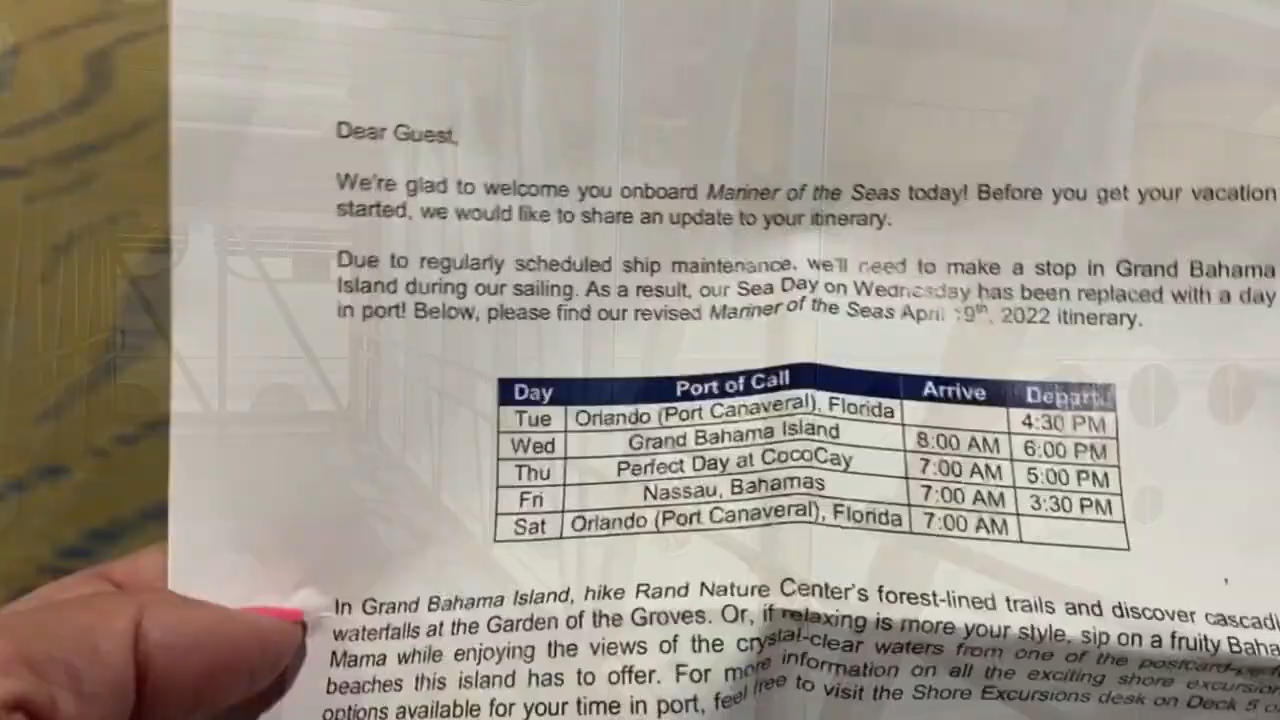 Dear Guest,
We're glad to welcome you onboard Mariner of the Seas today! Before you get your vacation
started, we would like to share an update to your itinerary.
Due to regularly scheduled ship maintenance, we'll need to make a stop in Grand Bahama
Island during our sailing. As a result, our Sea Day on Wednesday has been replaced with a day
in port! Below, please find our revised Mariner of the Seas April 19th, 2022 itinerary.
Day Port of Call Arrive Depart
Tue Orlando (Port Canaveral), Florida 4:30 PM
Wed Grand Bahama Island 8:00 AM 6:00 PM
Thu Perfect Day at CocoCay 7:00 AM 5:00 PM
Fri Nassau, Bahamas 7:00 AM 3:30 PM
Sat Orlando (Port Canaveral), Florida 7:00 AM
In Grand Bahama Island, hike Rand Nature Center's forest-lined trails and discover cascadi
waterfalls at the Garden of the Groves. Or, if relaxing is more your style, sip on a fruity Baha
Mama while enjoying the views of the crystal-clear waters from one of the
beaches this island has to offer. For more information on all the exciting shore excursion
options available for your time in port, feel free to visit the Shore Excursions desk on Deck 5